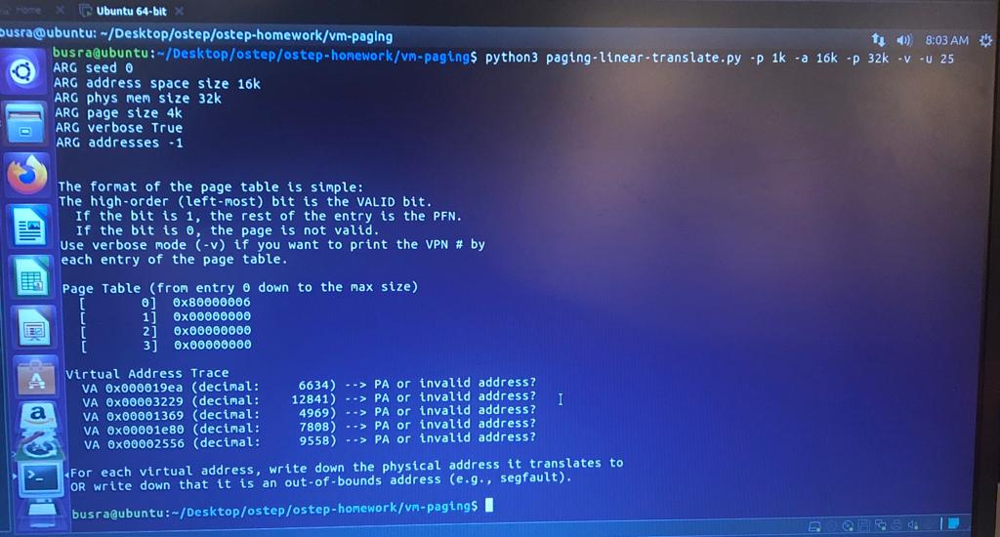 Home
Ubuntu 64-bit
busra@ubuntu: ~/Desktop/ostep/ostep-homework/vm-paging
8:03 AM
busra@ubuntu:~/Desktop/ostep/ostep-homework/vm-paging$ python3 paging-linear-translate.py -p 1k -a 16k -p 32k -v -u 25
ARG seed 0
ARG address space size 16k
ARG phys mem size 32k
ARG page size 4k
ARG verbose True
ARG addresses -1
The format of the page table is simple:
The high-order (left-most) bit is the VALID bit.
If the bit is 1, the rest of the entry is the PFN.
If the bit is 0, the page is not valid.
Use verbose mode (-v) if you want to print the VPN # by
each entry of the page table.
Page Table (from entry 0 down to the max size)
[ 0] 0x80000006
[ 1] 0x00000000
[ 2] 0x00000000
[ 3] 0x00000000
Virtual Address Trace
VA 0x000019ea (decimal: 6634) --> PA or invalid address?
VA 0x00003229 (decimal: 12841) --> PA or invalid address?
VA 0x00001369 (decimal: 4969) --> PA or invalid address?
VA 0x00001e80 (decimal: 7808) --> PA or invalid address?
VA 0x00002556 (decimal: 9558) --> PA or invalid address?
For each virtual address, write down the physical address it translates to
OR write down that it is an out-of-bounds address (e.g., segfault).
busra@ubuntu:~/Desktop/ostep/ostep-homework/vm-paging$